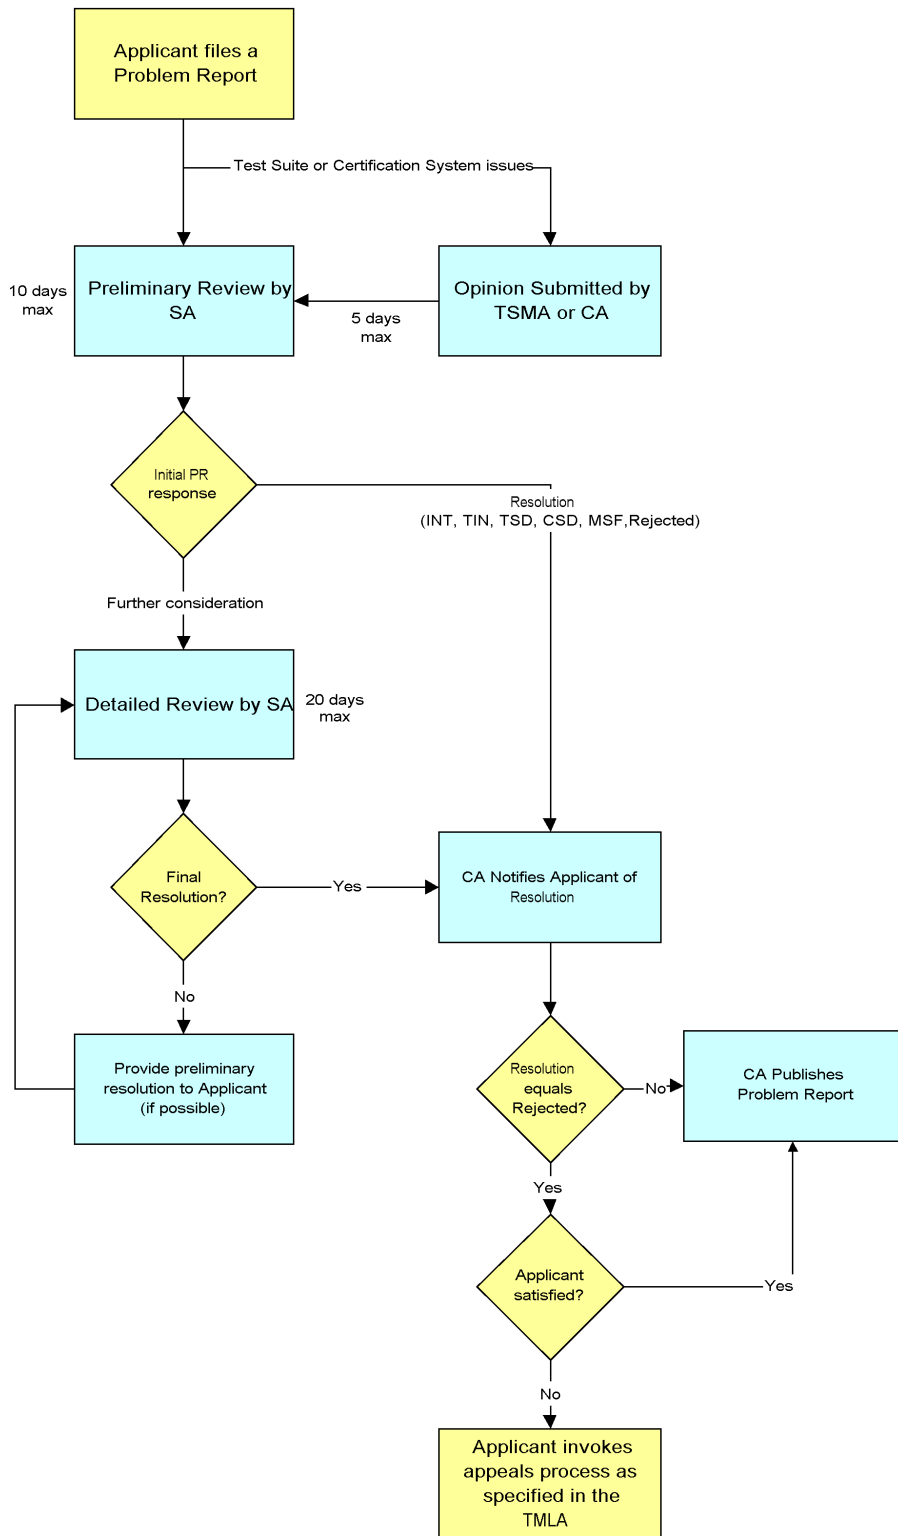 Applicant files a
Problem Report
Test Suite or Certification System issues
10 days
max
Preliminary Review by
SA
5 days
max
Opinion Submitted by
TSMA or CA
Initial PR
response
Resolution
(INT, TIN, TSD, CSD, MSF,Rejected)
Further consideration
Detailed Review by SA
20 days
max
Final
Resolution?
Yes
CA Notifies Applicant of
Resolution
No
Provide preliminary
resolution to Applicant
(if possible)
Resolution
equals
Rejected?
No
CA Publishes
Problem Report
Yes
Applicant
satisfied?
Yes
No
Applicant invokes
appeals process as
specified in the
TMLA